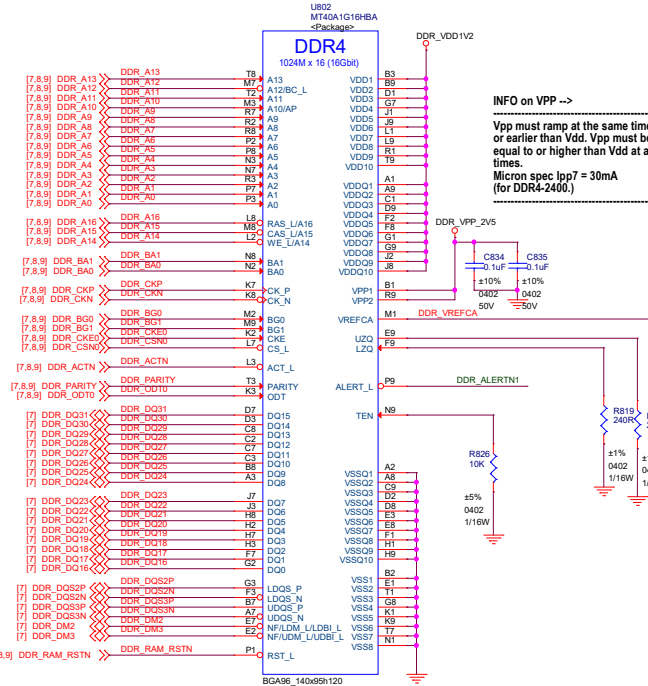 U802
MT40A1G16HBA
<Package>
DDR4
1024M x 16 (16Gbit)
DDR_VDD1V2
[7,8,9] DDR_A13 DDR_A13 T8 A13
[7,8,9] DDR_A12 DDR_A12 M7 A12/BC_L
[7,8,9] DDR_A11 DDR_A11 T2 A11
[7,8,9] DDR_A10 DDR_A10 M3 A10/AP
[7,8,9] DDR_A9 DDR_A9 R7 A9
[7,8,9] DDR_A8 DDR_A8 R2 A8
[7,8,9] DDR_A7 DDR_A7 R8 A7
[7,8,9] DDR_A6 DDR_A6 P2 A6
[7,8,9] DDR_A5 DDR_A5 P8 A5
[7,8,9] DDR_A4 DDR_A4 N3 A4
[7,8,9] DDR_A3 DDR_A3 N7 A3
[7,8,9] DDR_A2 DDR_A2 R3 A2
[7,8,9] DDR_A1 DDR_A1 P7 A1
[7,8,9] DDR_A0 DDR_A0 P3 A0
[7,8,9] DDR_A16 DDR_A16 L8 RAS_L/A16
[7,8,9] DDR_A15 DDR_A15 M8 CAS_L/A15
[7,8,9] DDR_A14 DDR_A14 L2 WE_L/A14
[7,8,9] DDR_BA1 DDR_BA1 N8 BA1
[7,8,9] DDR_BA0 DDR_BA0 N2 BA0
[7,8,9] DDR_CKP DDR_CKP K7 CK_P
[7,8,9] DDR_CKN DDR_CKN K8 CK_N
[7,8,9] DDR_BG0 DDR_BG0 M2 BG0
[7,8,9] DDR_BG1 DDR_BG1 M9 BG1
[7,8,9] DDR_CKE0 DDR_CKE0 K2 CKE
[7,8,9] DDR_CSN0 DDR_CSN0 L7 CS_L
[7,8,9] DDR_ACTN DDR_ACTN L3 ACT_L
[7,8,9] DDR_PARITY DDR_PARITY T3 PARITY
[7,8,9] DDR_ODT0 DDR_ODT0 K3 ODT
[7] DDR_DQ31 DDR_DQ31 D7 DQ15
[7] DDR_DQ30 DDR_DQ30 D3 DQ14
[7] DDR_DQ29 DDR_DQ29 C8 DQ13
[7] DDR_DQ28 DDR_DQ28 C2 DQ12
[7] DDR_DQ27 DDR_DQ27 C7 DQ11
[7] DDR_DQ26 DDR_DQ26 C3 DQ10
[7] DDR_DQ25 DDR_DQ25 B8 DQ9
[7] DDR_DQ24 DDR_DQ24 A3 DQ8
[7] DDR_DQ23 DDR_DQ23 J7 DQ7
[7] DDR_DQ22 DDR_DQ22 J3 DQ6
[7] DDR_DQ21 DDR_DQ21 H8 DQ5
[7] DDR_DQ20 DDR_DQ20 H2 DQ4
[7] DDR_DQ19 DDR_DQ19 H7 DQ3
[7] DDR_DQ18 DDR_DQ18 H3 DQ2
[7] DDR_DQ17 DDR_DQ17 F7 DQ1
[7] DDR_DQ16 DDR_DQ16 G2 DQ0
[7] DDR_DQS2P DDR_DQS2P G3 LDQS_P
[7] DDR_DQS2N DDR_DQS2N F3 LDQS_N
[7] DDR_DQS3P DDR_DQS3P B7 UDQS_P
[7] DDR_DQS3N DDR_DQS3N A7 UDQS_N
[7] DDR_DM2 DDR_DM2 E7 NF/LDM_L/LDBI_L
[7] DDR_DM3 DDR_DM3 E2 NF/UDM_L/UDBI_L
8,9] DDR_RAM_RSTN DDR_RAM_RSTN P1 RST_L
BGA96_140x95h120
VDD1 B3
VDD2 B9
VDD3 D1
VDD4 G7
VDD5 J1
VDD6 J9
VDD7 L1
VDD8 L9
VDD9 R1
VDD10 T9
VDDQ1 A1
VDDQ2 A9
VDDQ3 C1
VDDQ4 D9
VDDQ5 F2
VDDQ6 F8
VDDQ7 G1
VDDQ8 G9
VDDQ9 J2
VDDQ10 J8
VPP1 B1
VPP2 R9
VREFCA M1 DDR_VREFCA
UZQ E9
LZQ F9
ALERT_L P9 DDR_ALERTN1
TEN N9
VSSQ1 A2
VSSQ2 A8
VSSQ3 C9
VSSQ4 D2
VSSQ5 D8
VSSQ6 E3
VSSQ7 E8
VSSQ8 F1
VSSQ9 H1
VSSQ10 H9
VSS1 B2
VSS2 E1
VSS3 T1
VSS4 G8
VSS5 K1
VSS6 K9
VSS7 T7
VSS8 N1
DDR_VPP_2V5
C834
0.1uF
±10%
0402
50V
C835
0.1uF
±10%
0402
50V
R826
10K
±5%
0402
1/16W
R819
240R
±1%
0402
1/16W
INFO on VPP -->
Vpp must ramp at the same time
or earlier than Vdd. Vpp must be
equal to or higher than Vdd at a
times.
Micron spec Ipp7 = 30mA
(for DDR4-2400.)